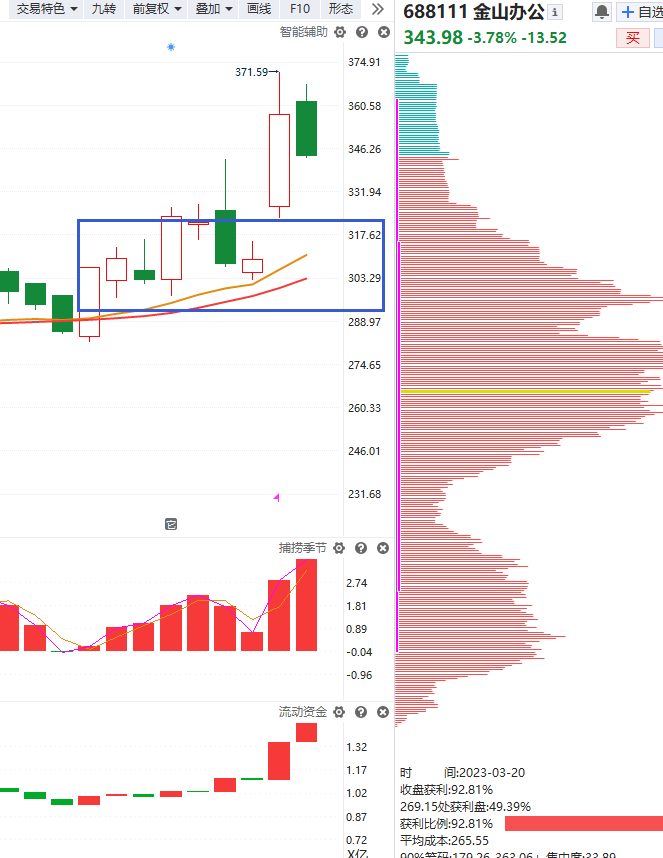 交易特色 九转 前复权 叠加 画线 F10 形态
688111 金山办公
343.98 -3.78% -13.52
自选
买
智能辅助
371.59
374.91
360.58
346.26
331.94
317.62
303.29
288.97
274.65
260.33
246.01
231.68
捕捞季节
2.74
1.81
0.89
-0.04
-0.96
流动资金
1.32
1.17
1.02
0.87
0.72
X亿
时 间:2023-03-20
收盘获利:92.81%
269.15处获利盘:49.39%
获利比例:92.81%
平均成本:265.55
90%筹码:179.26-363.06 集中度:33.89